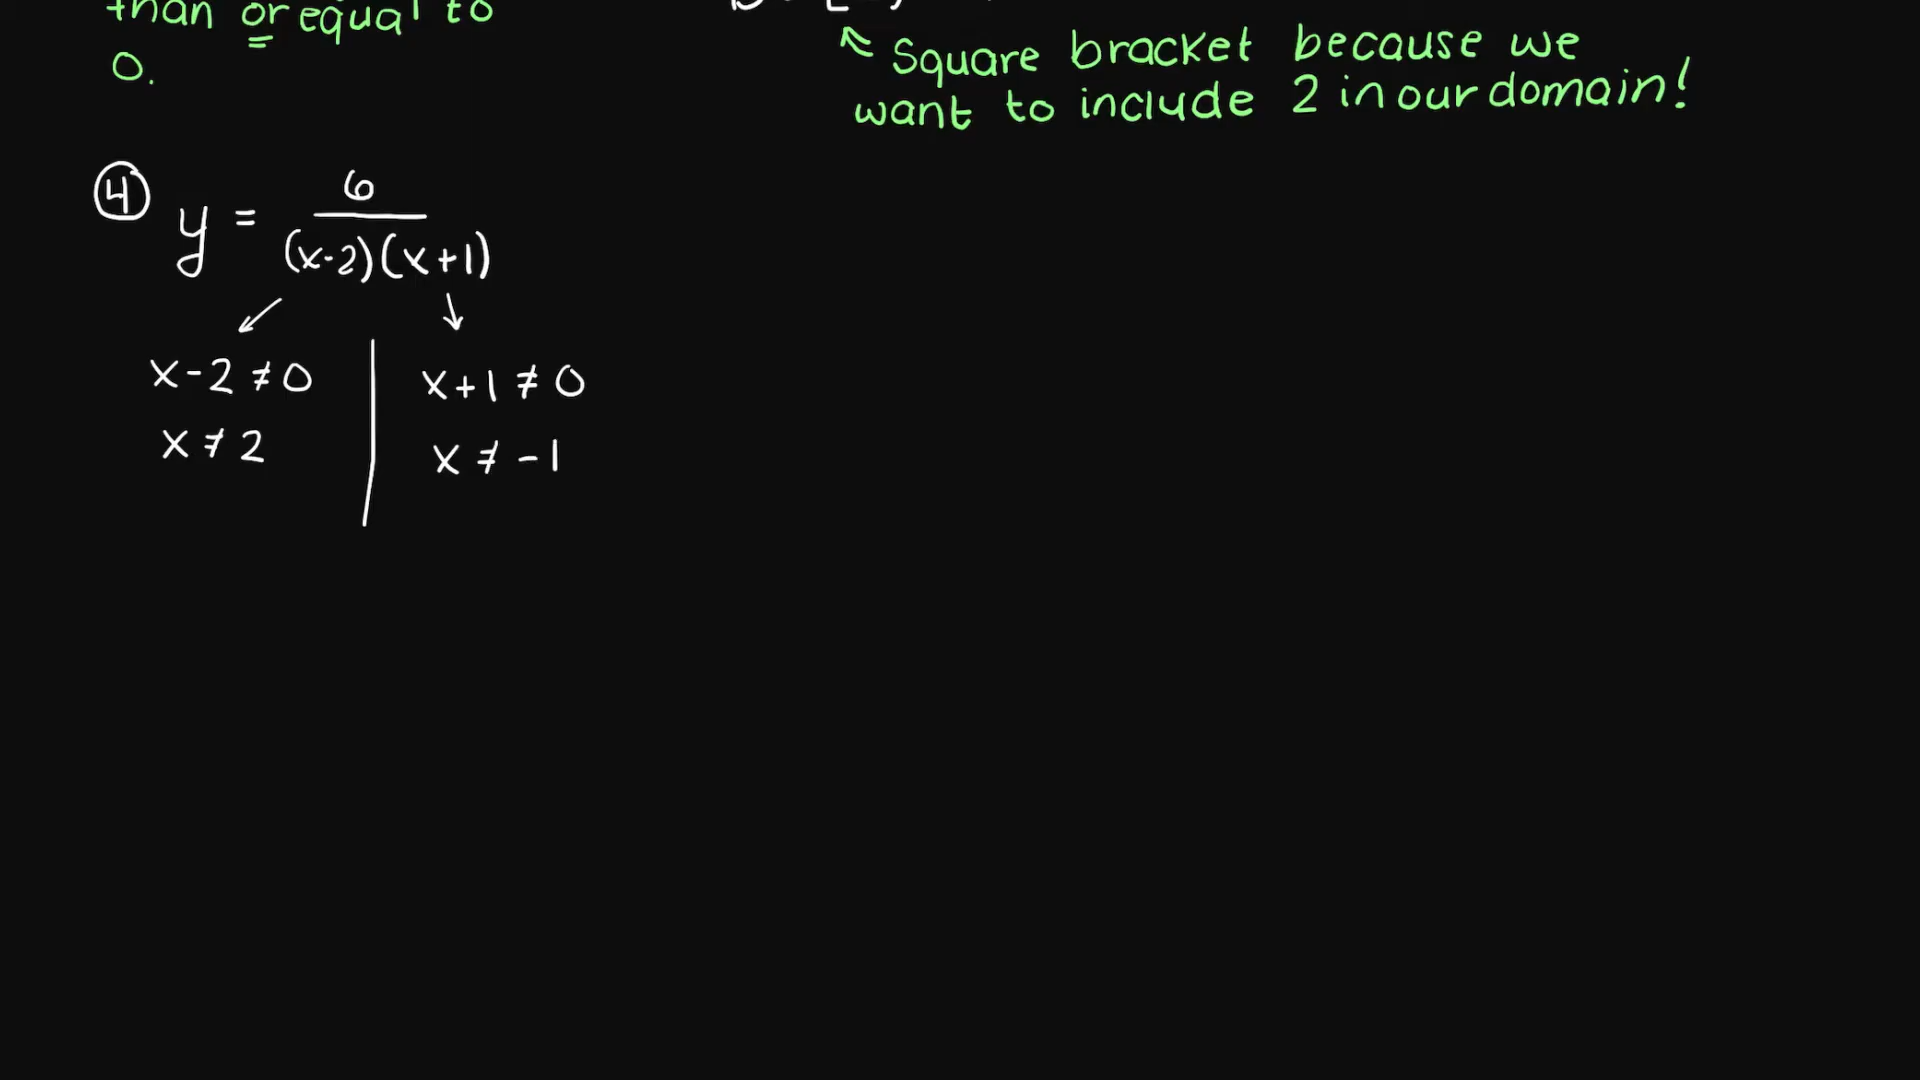 than or equal to
0.
Square bracket because we
want to include 2 in our domain!
④ y = 6
(x-2)(x+1)
x-2 ≠ 0
x ≠ 2
x+1 ≠ 0
x ≠ -1